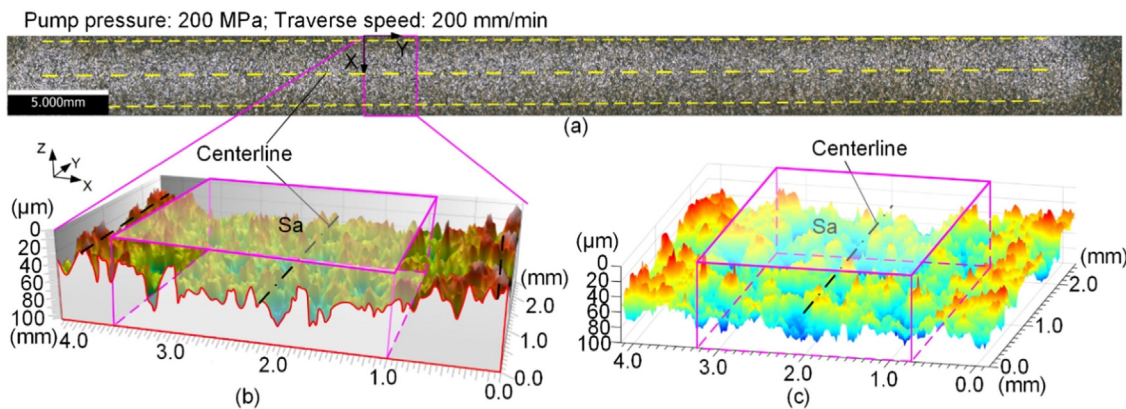 Pump pressure: 200 MPa; Traverse speed: 200 mm/min
Y
X
5.000mm
(a)
Z
Y
X
Centerline
Sa
(µm)
0
20
40
60
80
100
(mm)
4.0
3.0
2.0
1.0
0.0
(mm)
2.0
1.0
0.0
(b)
Centerline
Sa
(µm)
0
20
40
60
80
100
4.0
3.0
2.0
1.0
0.0
(mm)
2.0
1.0
0.0
(mm)
(c)